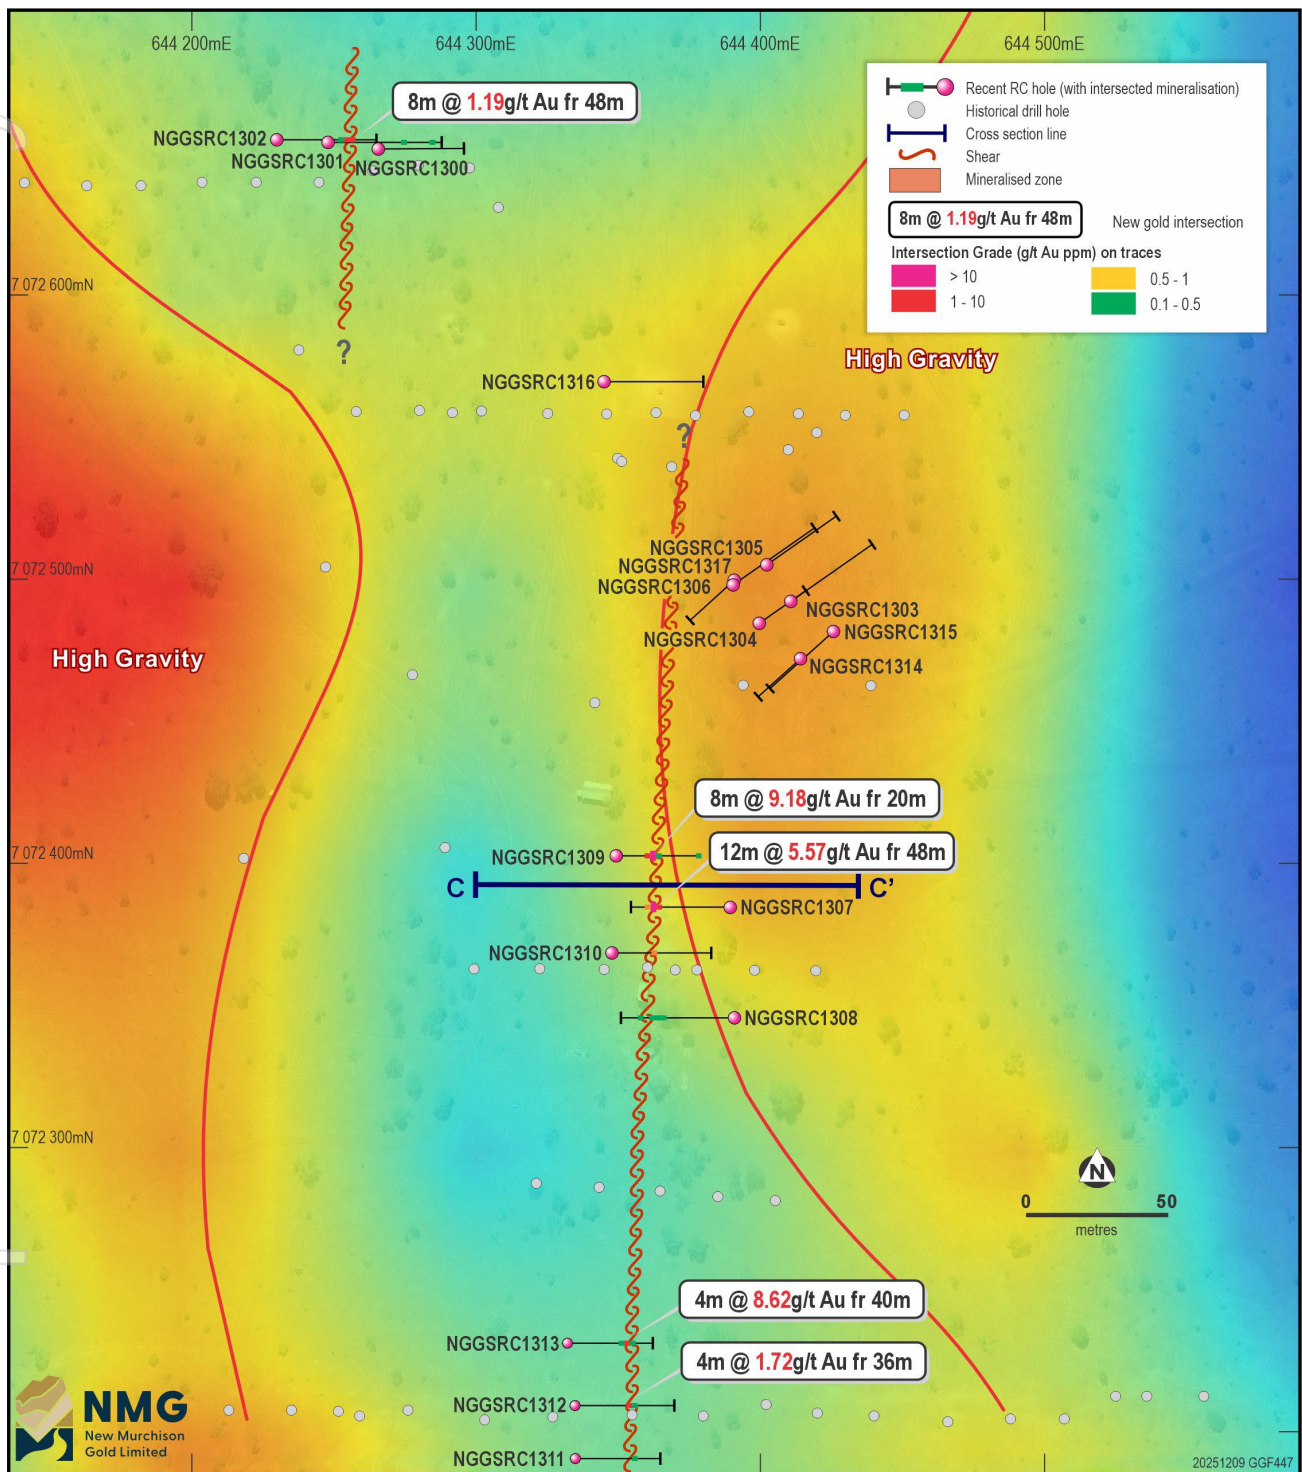 644 200mE
644 300mE
644 400mE
644 500mE
8m @ 1.19g/t Au fr 48m
NGGSRC1302
NGGSRC1301
NGGSRC1300
Recent RC hole (with intersected mineralisation)
Historical drill hole
Cross section line
Shear
Mineralised zone
8m @ 1.19g/t Au fr 48m
New gold intersection
Intersection Grade (g/t Au ppm) on traces
> 10
0.5 - 1
1 - 10
0.1 - 0.5
7 072 600mN
?
High Gravity
NGGSRC1316
?
NGGSRC1305
NGGSRC1317
7 072 500mN
NGGSRC1306
NGGSRC1303
NGGSRC1304
NGGSRC1315
High Gravity
NGGSRC1314
8m @ 9.18g/t Au fr 20m
7 072 400mN
NGGSRC1309
12m @ 5.57g/t Au fr 48m
C
C'
NGGSRC1307
NGGSRC1310
NGGSRC1308
7 072 300mN
N
0
50
metres
4m @ 8.62g/t Au fr 40m
NGGSRC1313
4m @ 1.72g/t Au fr 36m
NGGSRC1312
NMG
New Murchison
Gold Limited
NGGSRC1311
20251209 GGF447